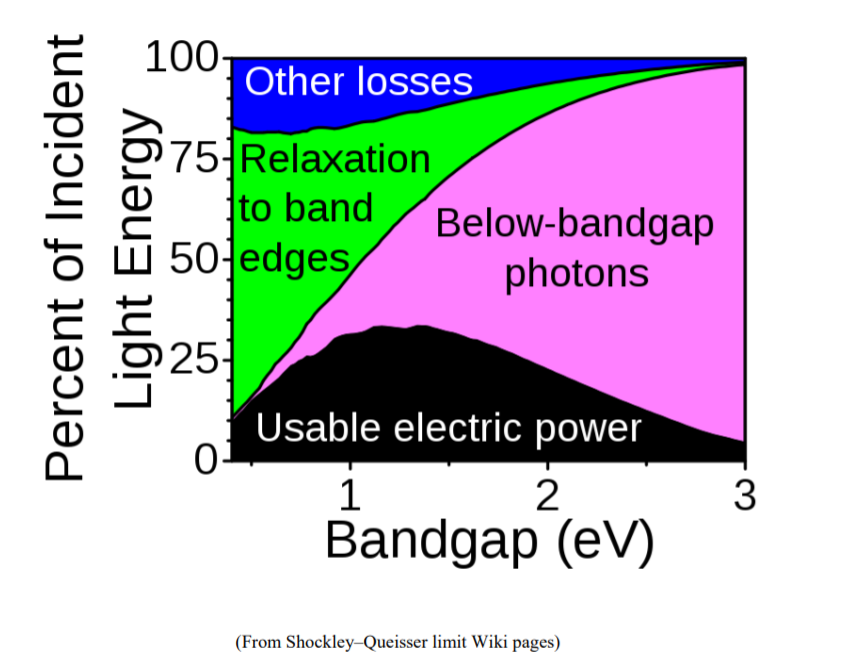 Percent of Incident
Light Energy
100
75
50
25
0
Other losses
Relaxation
to band
edges
Below-bandgap
photons
Usable electric power
1
2
3
Bandgap (eV)
(From Shockley–Queisser limit Wiki pages)